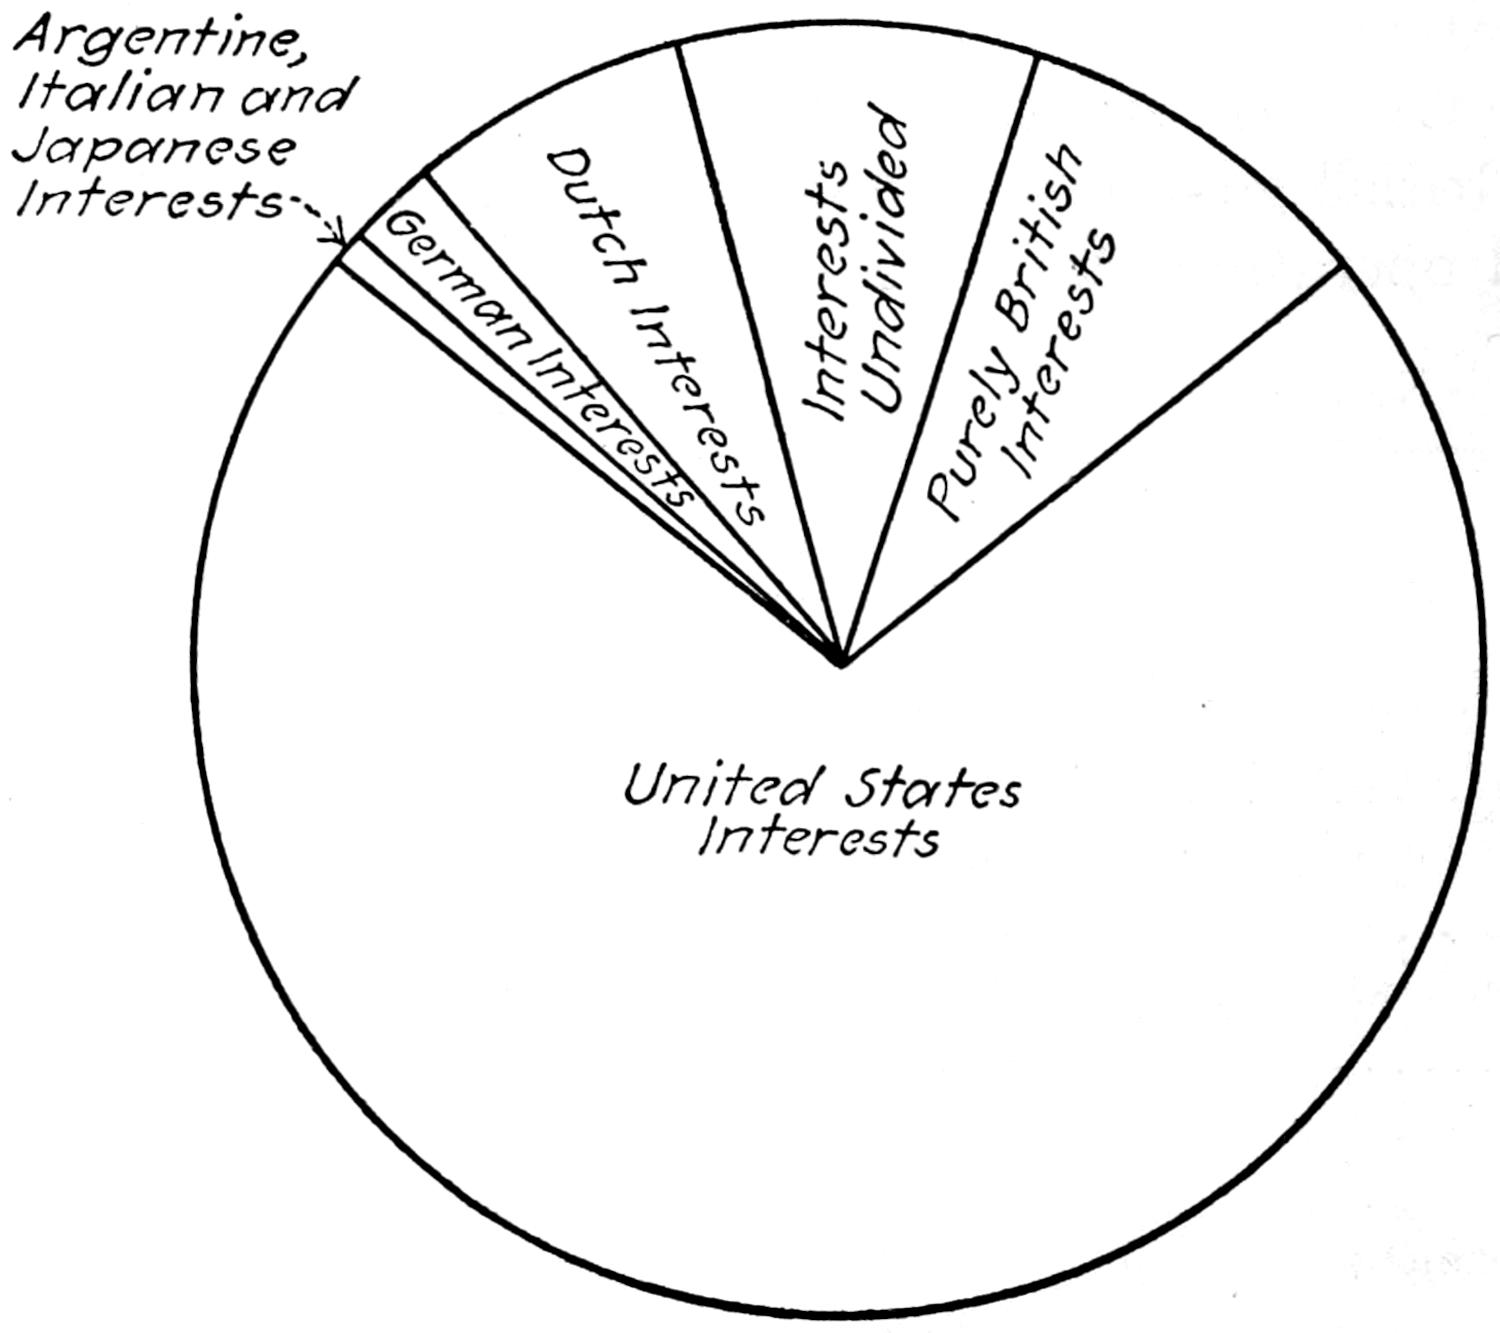 Argentine,
Italian and
Japanese
Interests
German Interests
Dutch Interests
Interests
Undivided
Purely British
Interests
United States
Interests